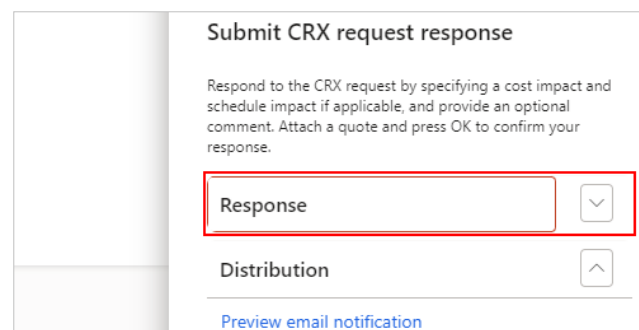 Submit CRX request response
Respond to the CRX request by specifying a cost impact and
schedule impact if applicable, and provide an optional
comment. Attach a quote and press OK to confirm your
response.
Response
Distribution
Preview email notification